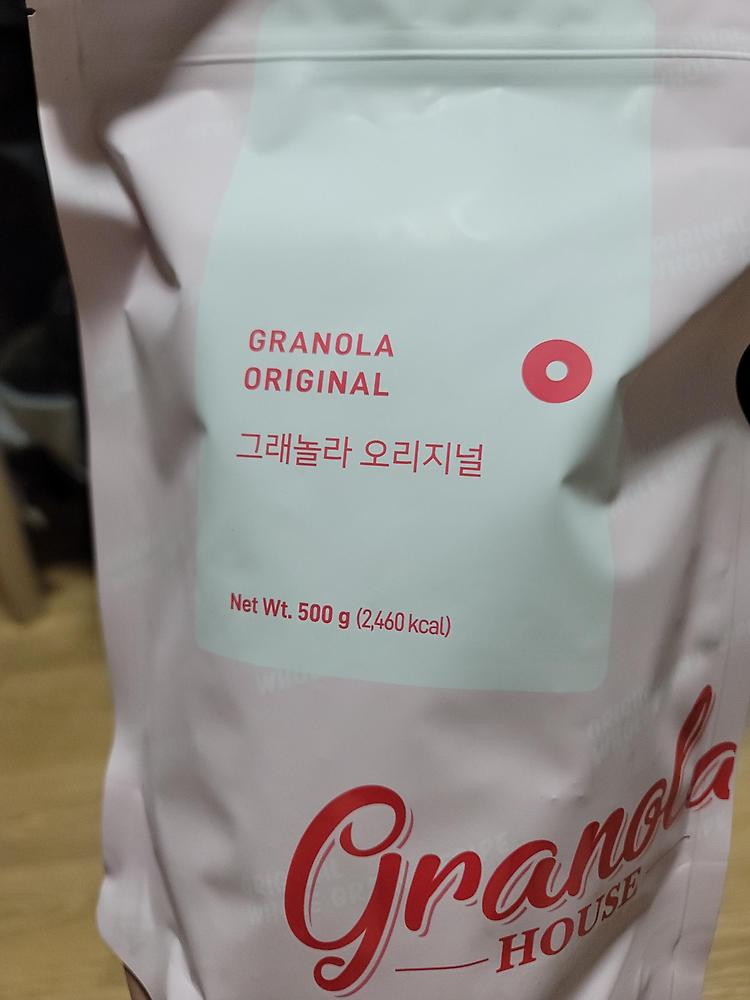 GRANOLA
ORIGINAL
그래놀라 오리지널
Net Wt. 500 g (2,460 kcal)
Granola
HOUSE